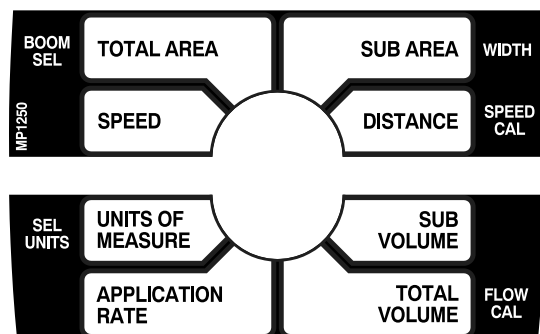 BOOM
SEL
TOTAL AREA
SUB AREA
WIDTH
MP1250
SPEED
DISTANCE
SPEED
CAL
SEL
UNITS
UNITS OF
MEASURE
SUB
VOLUME
APPLICATION
RATE
TOTAL
VOLUME
FLOW
CAL